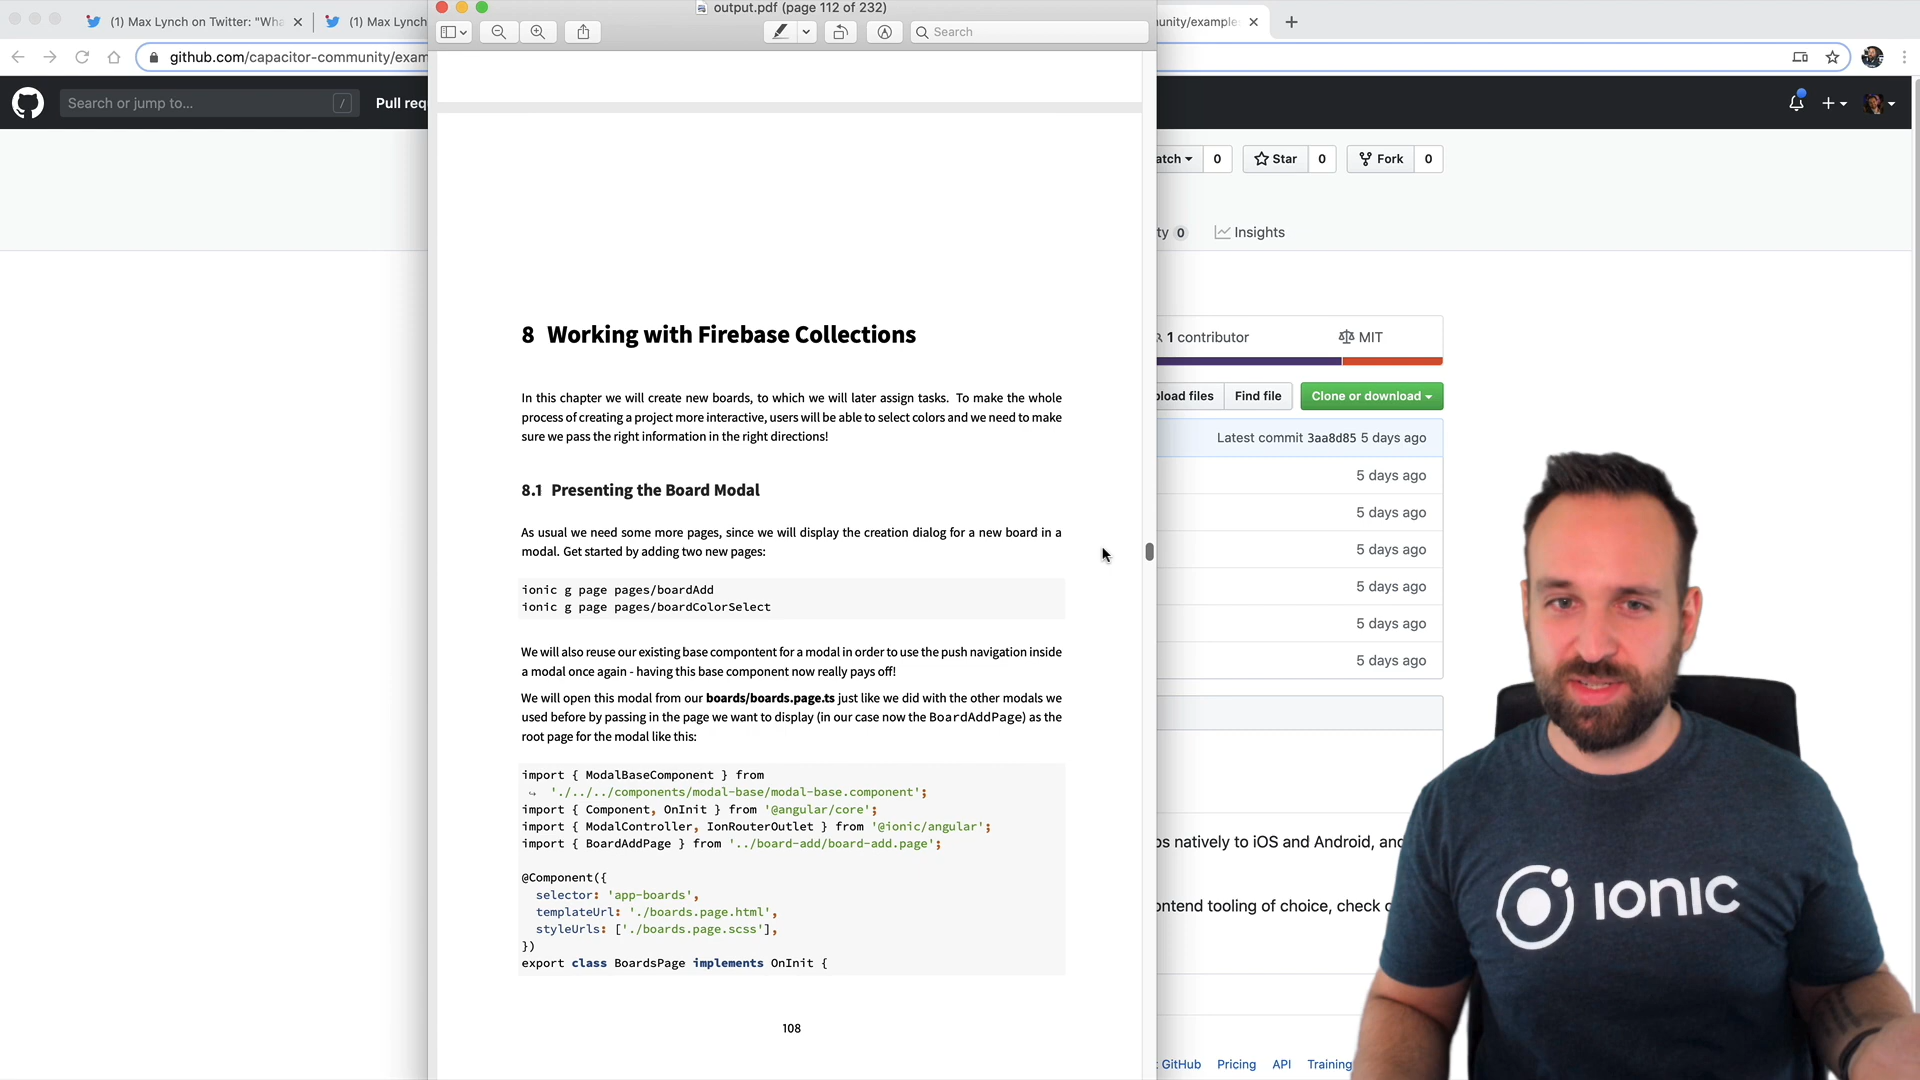 (1) Max Lynch on Twitter: "Wha
(1) Max Lynch
output.pdf (page 112 of 232)
Search
unity/example
github.com/capacitor-community/exam
Search or jump to...
/
Pull req
atch
0
Star
0
Fork
0
ty 0
Insights
1 contributor
MIT
pload files
Find file
Clone or download
Latest commit 3aa8d85 5 days ago
5 days ago
5 days ago
5 days ago
5 days ago
5 days ago
5 days ago
8 Working with Firebase Collections
In this chapter we will create new boards, to which we will later assign tasks. To make the whole
process of creating a project more interactive, users will be able to select colors and we need to make
sure we pass the right information in the right directions!
8.1 Presenting the Board Modal
As usual we need some more pages, since we will display the creation dialog for a new board in a
modal. Get started by adding two new pages:
ionic g page pages/boardAdd
ionic g page pages/boardColorSelect
We will also reuse our existing base compontent for a modal in order to use the push navigation inside
a modal once again - having this base component now really pays off!
We will open this modal from our boards/boards.page.ts just like we did with the other modals we
used before by passing in the page we want to display (in our case now the BoardAddPage) as the
root page for the modal like this:
import { ModalBaseComponent } from
↪ './../../components/modal-base/modal-base.component';
import { Component, OnInit } from '@angular/core';
import { ModalController, IonRouterOutlet } from '@ionic/angular';
import { BoardAddPage } from '../board-add/board-add.page';
@Component({
selector: 'app-boards',
templateUrl: './boards.page.html',
styleUrls: ['./boards.page.scss'],
})
export class BoardsPage implements OnInit {
108
os natively to iOS and Android, and
ontend tooling of choice, check
t GitHub
Pricing
API
Training
IONIC